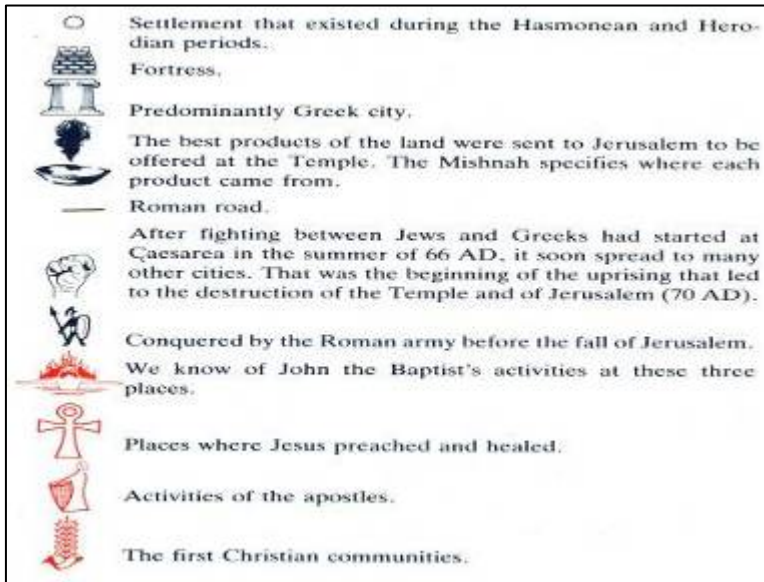 Settlement that existed during the Hasmonean and Hero-
dian periods.
Fortress.
Predominantly Greek city.
The best products of the land were sent to Jerusalem to be
offered at the Temple. The Mishnah specifies where each
product came from.
Roman road.
After fighting between Jews and Greeks had started at
Caesarea in the summer of 66 AD, it soon spread to many
other cities. That was the beginning of the uprising that led
to the destruction of the Temple and of Jerusalem (70 AD).
Conquered by the Roman army before the fall of Jerusalem.
We know of John the Baptist's activities at these three
places.
Places where Jesus preached and healed.
Activities of the apostles.
The first Christian communities.